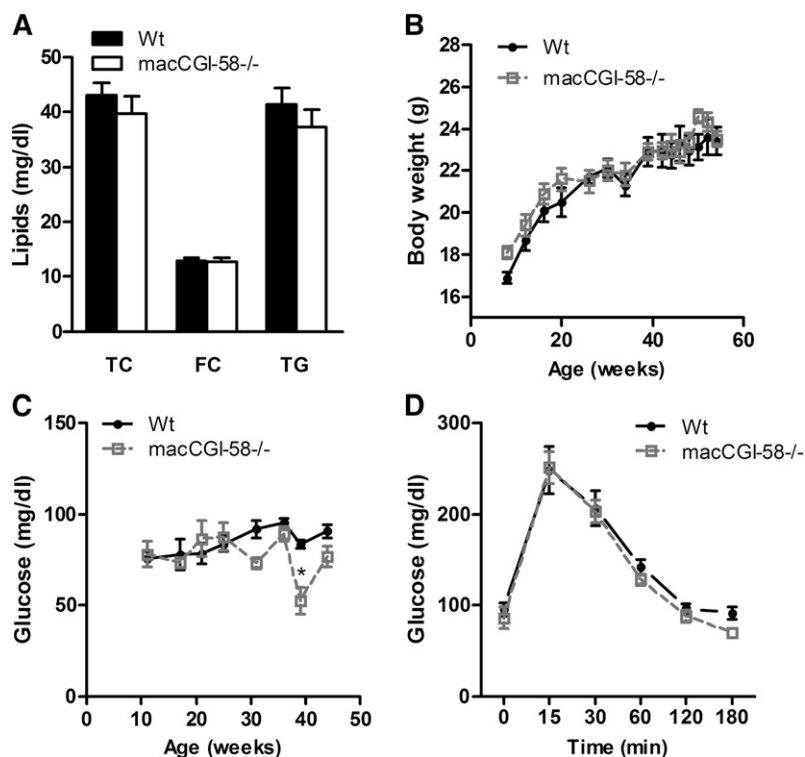 A
Wt
macCGI-58-/-
Lipids (mg/dl)
50
40
30
20
10
0
TC FC TG
B
Wt
macCGI-58-/-
Body weight (g)
28
26
24
22
20
18
16
0 20 40 60
Age (weeks)
C
Wt
macCGI-58-/-
Glucose (mg/dl)
150
100
50
0
*
0 10 20 30 40 50
Age (weeks)
D
Wt
macCGI-58-/-
Glucose (mg/dl)
300
200
100
0
0 15 30 60 120 180
Time (min)